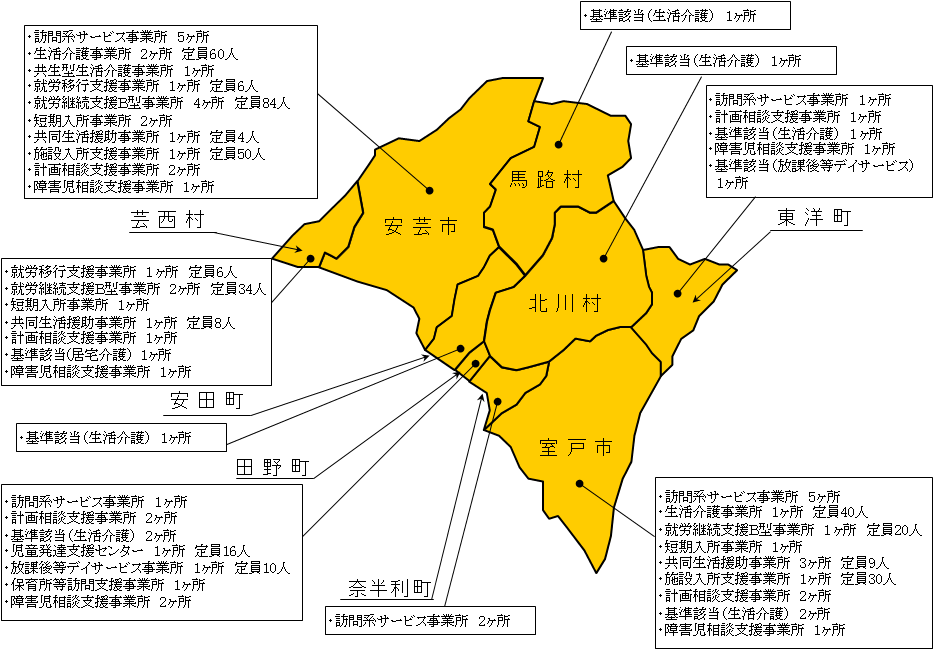 ・基準該当(生活介護) 1ヶ所
・訪問系サービス事業所 5ヶ所
・生活介護事業所 2ヶ所 定員60人
・共生型生活介護事業所 1ヶ所
・就労移行支援事業所 1ヶ所 定員6人
・就労継続支援B型事業所 4ヶ所 定員84人
・短期入所事業所 2ヶ所
・共同生活援助事業所 1ヶ所 定員4人
・施設入所支援事業所 1ヶ所 定員50人
・計画相談支援事業所 2ヶ所
・障害児相談支援事業所 1ヶ所
・基準該当(生活介護) 1ヶ所
・訪問系サービス事業所 1ヶ所
・計画相談支援事業所 1ヶ所
・基準該当(生活介護) 1ヶ所
・障害児相談支援事業所 1ヶ所
・基準該当(放課後等デイサービス)
1ヶ所
馬路村
芸西村
安芸市
東洋町
・就労移行支援事業所 1ヶ所 定員6人
・就労継続支援B型事業所 2ヶ所 定員34人
・短期入所事業所 1ヶ所
・共同生活援助事業所 1ヶ所 定員8人
・計画相談支援事業所 1ヶ所
・基準該当(居宅介護) 1ヶ所
・障害児相談支援事業所 1ヶ所
北川村
安田町
・基準該当(生活介護) 1ヶ所
室戸市
田野町
・訪問系サービス事業所 1ヶ所
・計画相談支援事業所 2ヶ所
・基準該当(生活介護) 2ヶ所
・児童発達支援センター 1ヶ所 定員16人
・放課後等デイサービス事業所 1ヶ所 定員10人
・保育所等訪問支援事業所 1ヶ所
・障害児相談支援事業所 2ヶ所
奈半利町
・訪問系サービス事業所 2ヶ所
・訪問系サービス事業所 5ヶ所
・生活介護事業所 1ヶ所 定員40人
・就労継続支援B型事業所 1ヶ所 定員20人
・短期入所事業所 1ヶ所
・共同生活援助事業所 3ヶ所 定員9人
・施設入所支援事業所 1ヶ所 定員30人
・計画相談支援事業所 2ヶ所
・基準該当(生活介護) 2ヶ所
・障害児相談支援事業所 1ヶ所